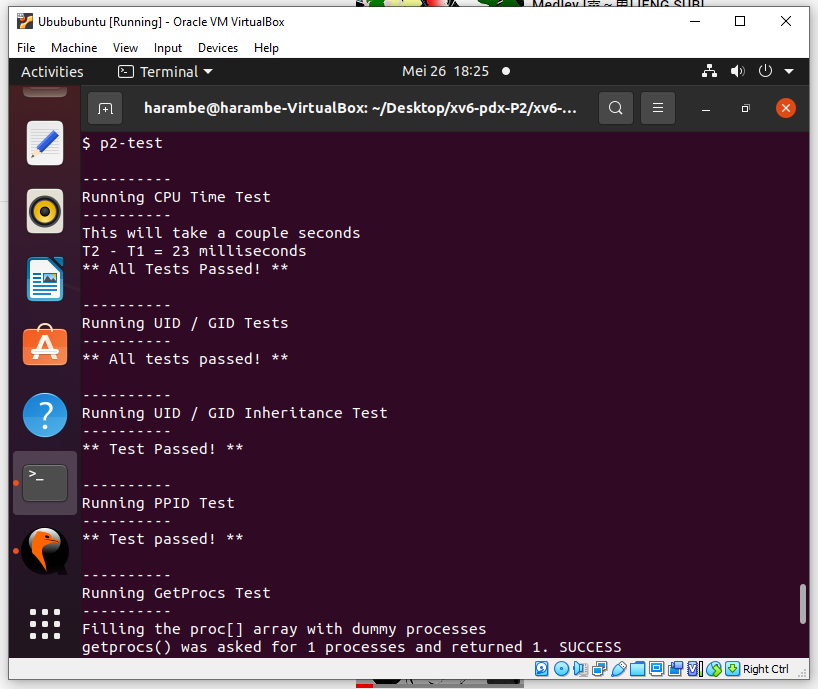 Medley [奋 ~ 男] JENG SUBI
Ubububuntu [Running] - Oracle VM VirtualBox
File Machine View Input Devices Help
Activities Terminal Mei 26 18:25
harambe@harambe-VirtualBox: ~/Desktop/xv6-pdx-P2/xv6-...
$ p2-test
----------
Running CPU Time Test
----------
This will take a couple seconds
T2 - T1 = 23 milliseconds
** All Tests Passed! **
----------
Running UID / GID Tests
----------
** All tests passed! **
----------
Running UID / GID Inheritance Test
----------
** Test Passed! **
----------
Running PPID Test
----------
** Test passed! **
----------
Running GetProcs Test
----------
Filling the proc[] array with dummy processes
getprocs() was asked for 1 processes and returned 1. SUCCESS
Right Ctrl